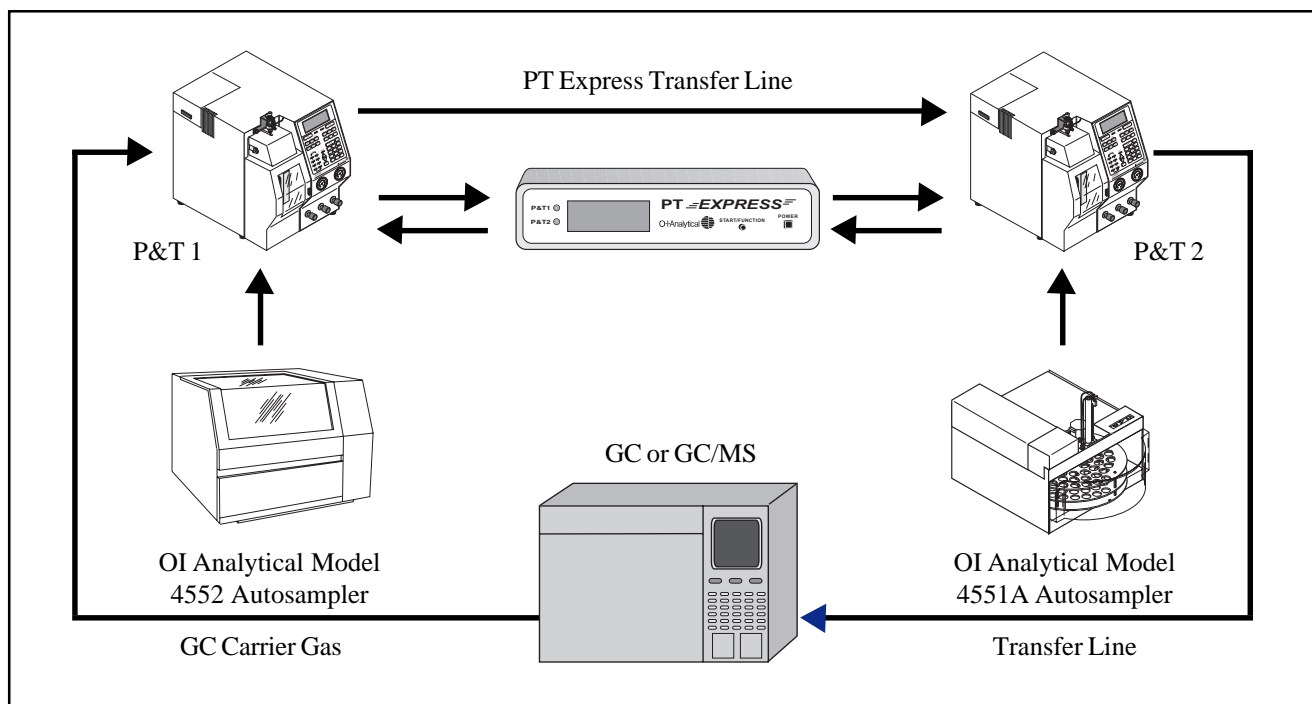 PT Express Transfer Line
P&T1
P&T2
PT EXPRESS
OI Analytical
START/FUNCTION
POWER
P&T 1
P&T 2
GC or GC/MS
OI Analytical Model
4552 Autosampler
OI Analytical Model
4551A Autosampler
GC Carrier Gas
Transfer Line